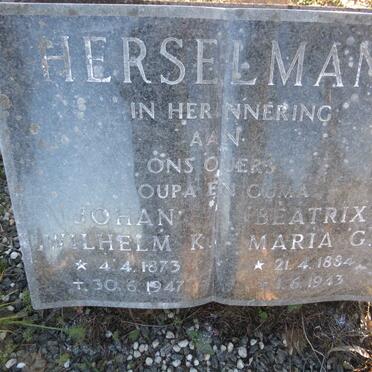 HERSELMAN
IN HERINNERING
AAN
ONS OUERS
OUPA EN OUMA
JOHAN BEATRIX
WILHELM K. MARIA G.
* 4.4.1873 * 21.4.1884
+ 30.6.1947 + 1.6.1943